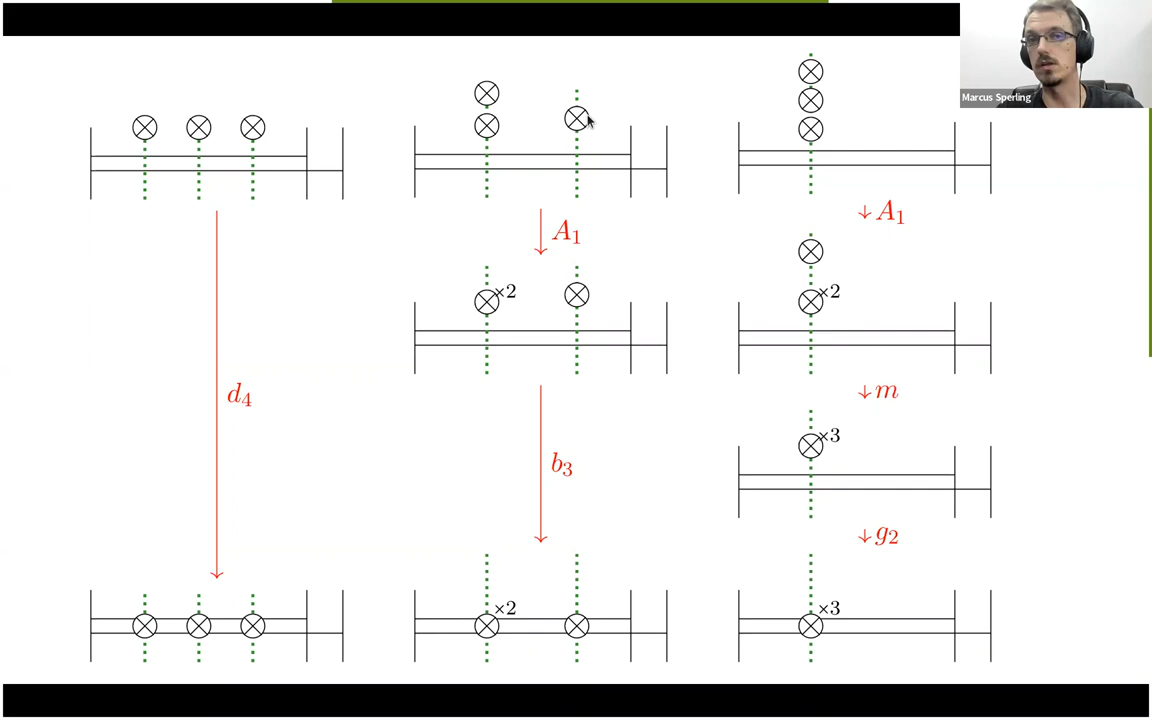 Marcus Sperling
A₁
A₁
×2
×2
d₄
m
b₃
×3
g₂
×2
×3